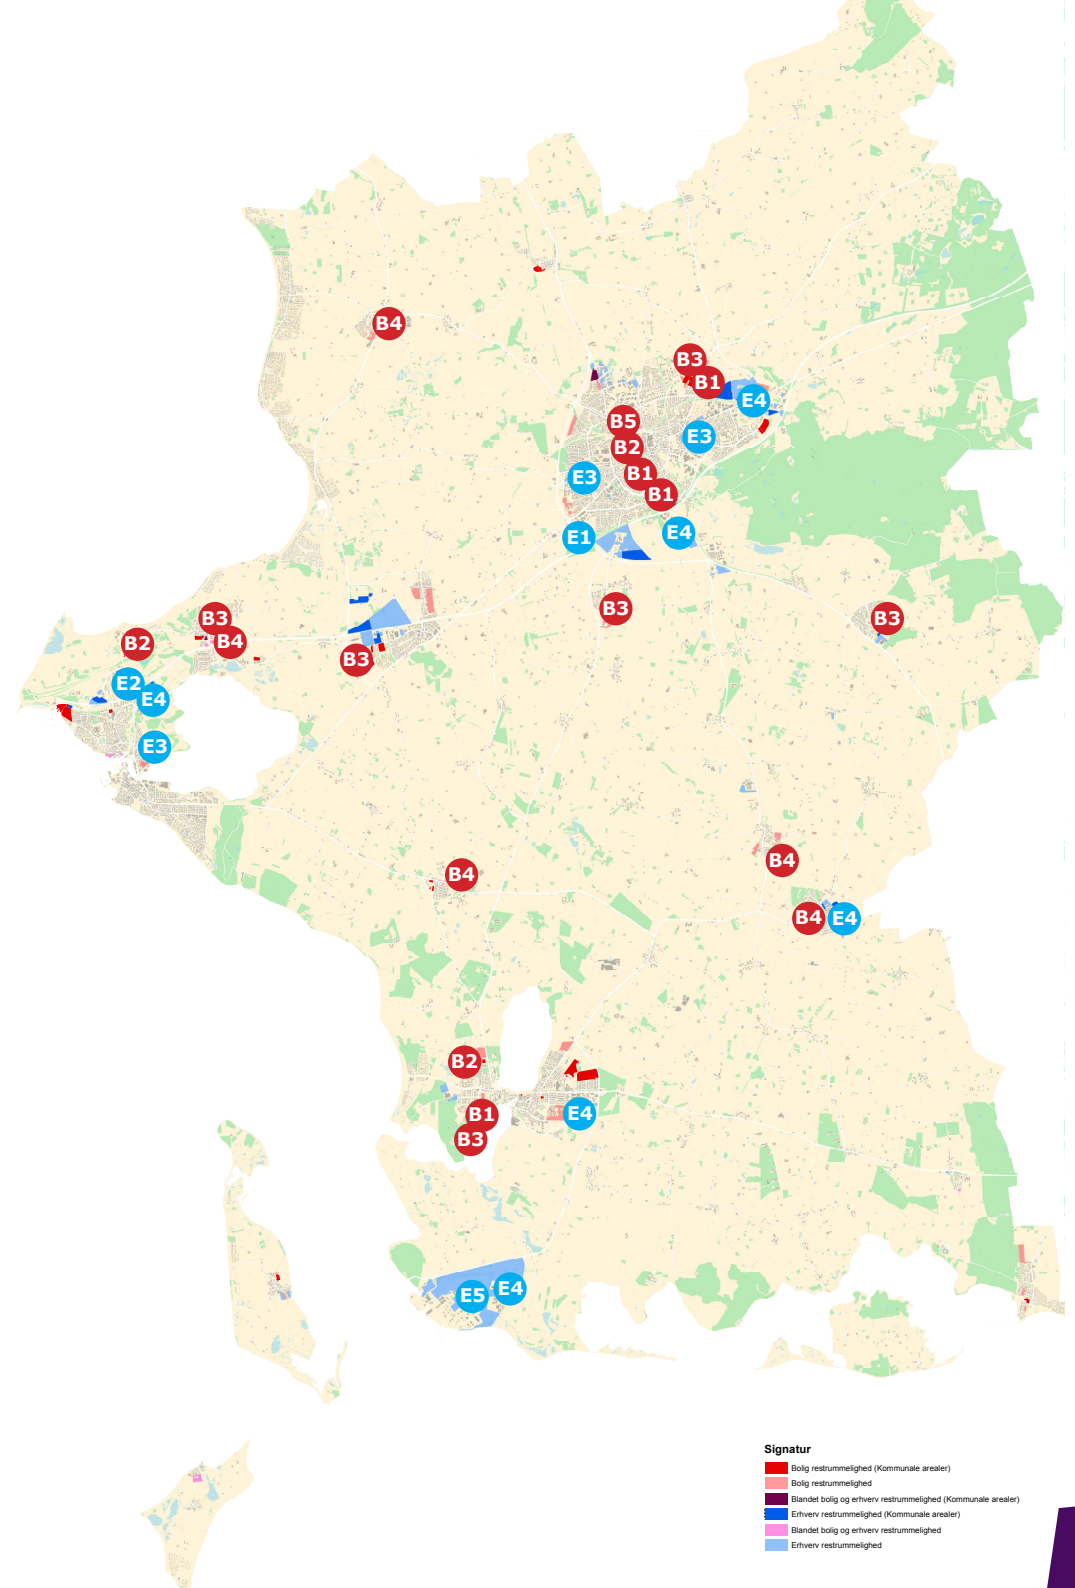 B4
B3
B1
E4
B5
E3
B2
E3
B1
B1
E1
E4
B3
B3
B3
B2
B4
B3
E2
E4
E3
B4
B4
B4
E4
B2
B1
E4
B3
E4
E5
Signatur
Bolig restrummelighed (Kommunale arealer)
Bolig restrummelighed
Blandet bolig og erhverv restrummelighed (Kommunale arealer)
Erhverv restrummelighed (Kommunale arealer)
Blandet bolig og erhverv restrummelighed
Erhverv restrummelighed